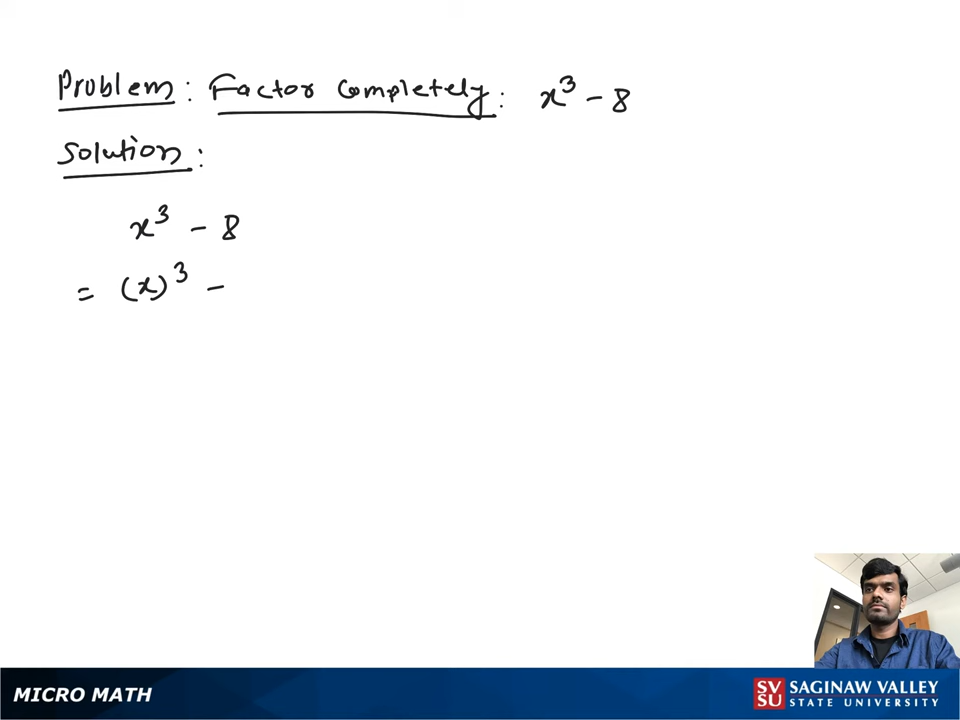 Problem: Factor Completely: x³ - 8
Solution:
x³ - 8
= (x)³ -
MICRO MATH
SV SU SAGINAW VALLEY
STATE UNIVERSITY